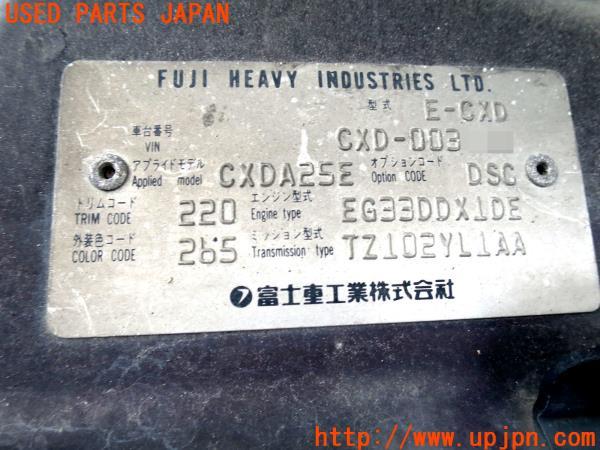 USED PARTS JAPAN
FUJI HEAVY INDUSTRIES LTD.
型式 E-CXD
車台番号 VIN CXD-003
アプライドモデル Applied model CXDA25E オプションコード Option CODE DSC
トリムコード TRIM CODE 220 エンジン型式 Engine type EG33DDX1DE
外装色コード COLOR CODE 265 ミッション型式 Transmission type TZ102YL1AA
富士重工業株式会社
http://www.upjpn.com